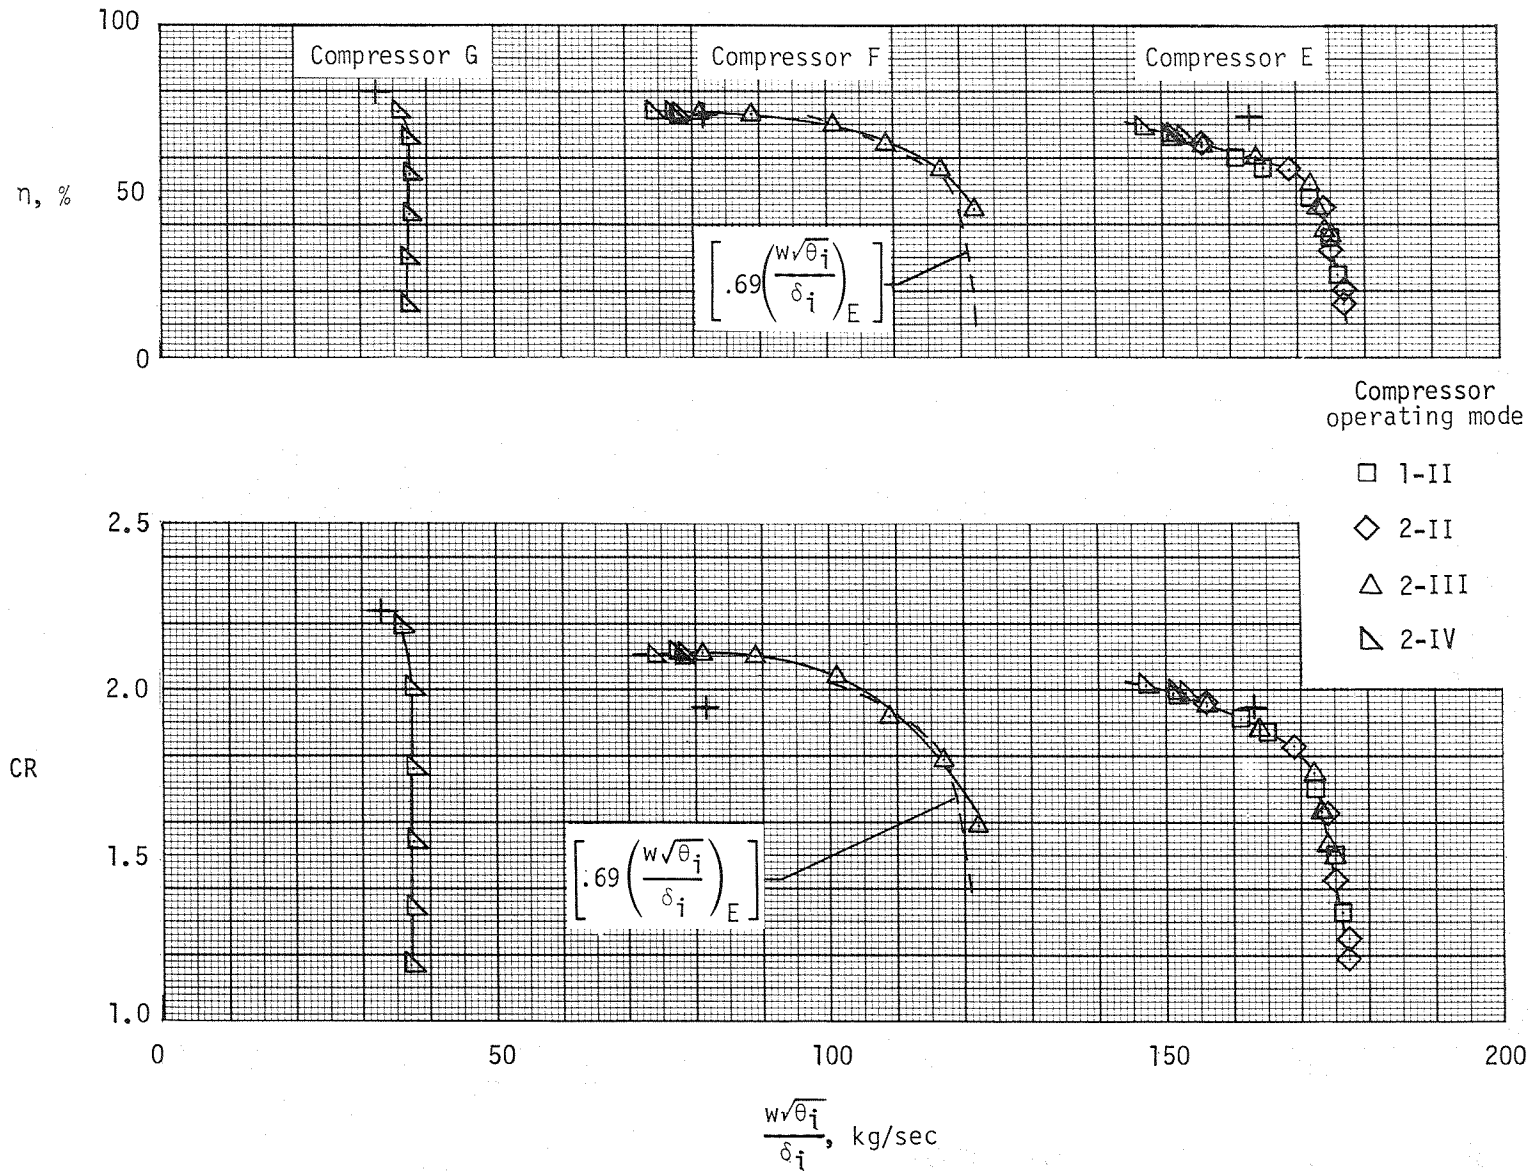 100
50
0
η, %
Compressor G
Compressor F
Compressor E
[.69(w√θi/δi)E]
Compressor
operating mode
1-II
2-II
2-III
2-IV
2.5
2.0
1.5
1.0
CR
[.69(w√θi/δi)E]
0
50
100
150
200
w√θi/δi, kg/sec